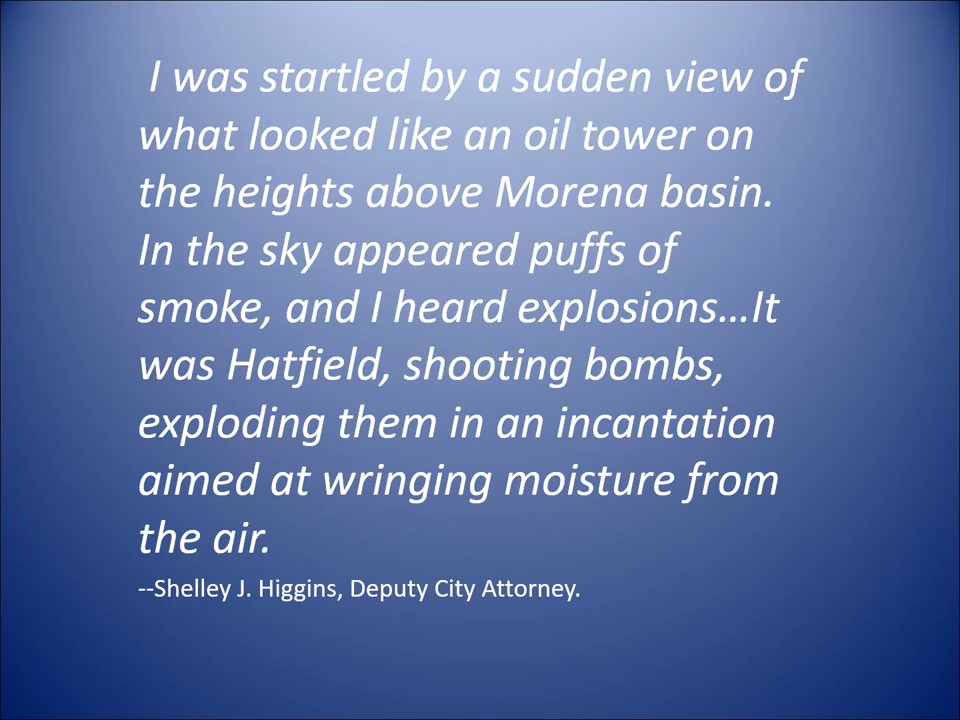 I was startled by a sudden view of
what looked like an oil tower on
the heights above Morena basin.
In the sky appeared puffs of
smoke, and I heard explosions…It
was Hatfield, shooting bombs,
exploding them in an incantation
aimed at wringing moisture from
the air.
--Shelley J. Higgins, Deputy City Attorney.